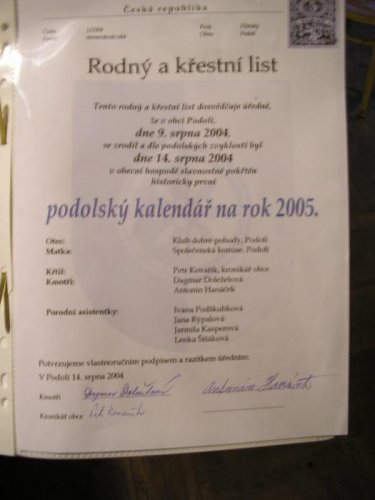 Česká republika
Obec: Podolí
Rodný a křestní list
Tento rodný a křestní list dosvědčuje úředně,
že v obci Podolí,
dne 9. srpna 2004
se zrodil a dle podolských zvyklostí byl
dne 14. srpna 2004
v obecní hospodě slavnostně pokřtěn
historicky první
podolský kalendář na rok 2005.
Otec: Klub dobré pohody, Podolí
Matka: Společenská komise, Podolí
Křtil: Petr Kovařík, kronikář obce
Kmotři: Dagmar Doleželová
Antonín Hanáček
Porodní asistentky: Ivana Podškubková
Jana Rýpalová
Jarmila Kasperová
Lenka Šišáková
Potvrzujeme vlastnoručním podpisem a razítkem úředním:
V Podolí 14. srpna 2004
Kmotři
Kronikář obce